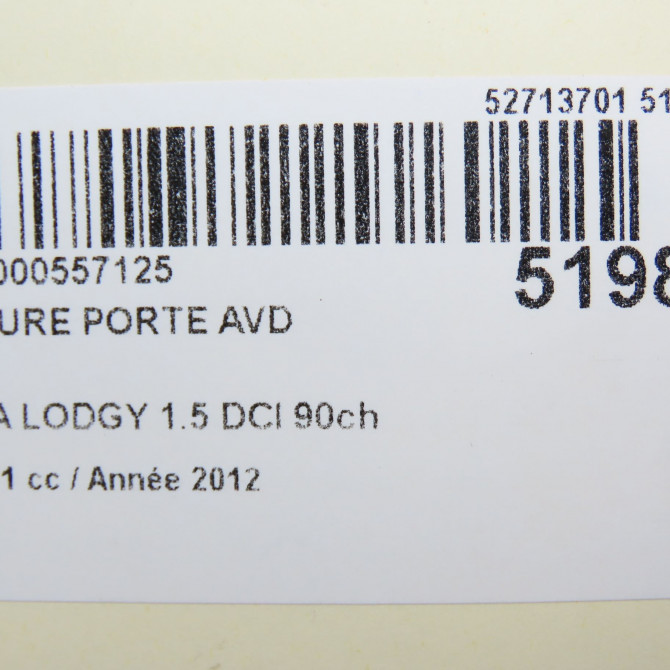 52713701 51
000557125
5198
URE PORTE AVD
A LODGY 1.5 DCI 90ch
1 cc / Année 2012